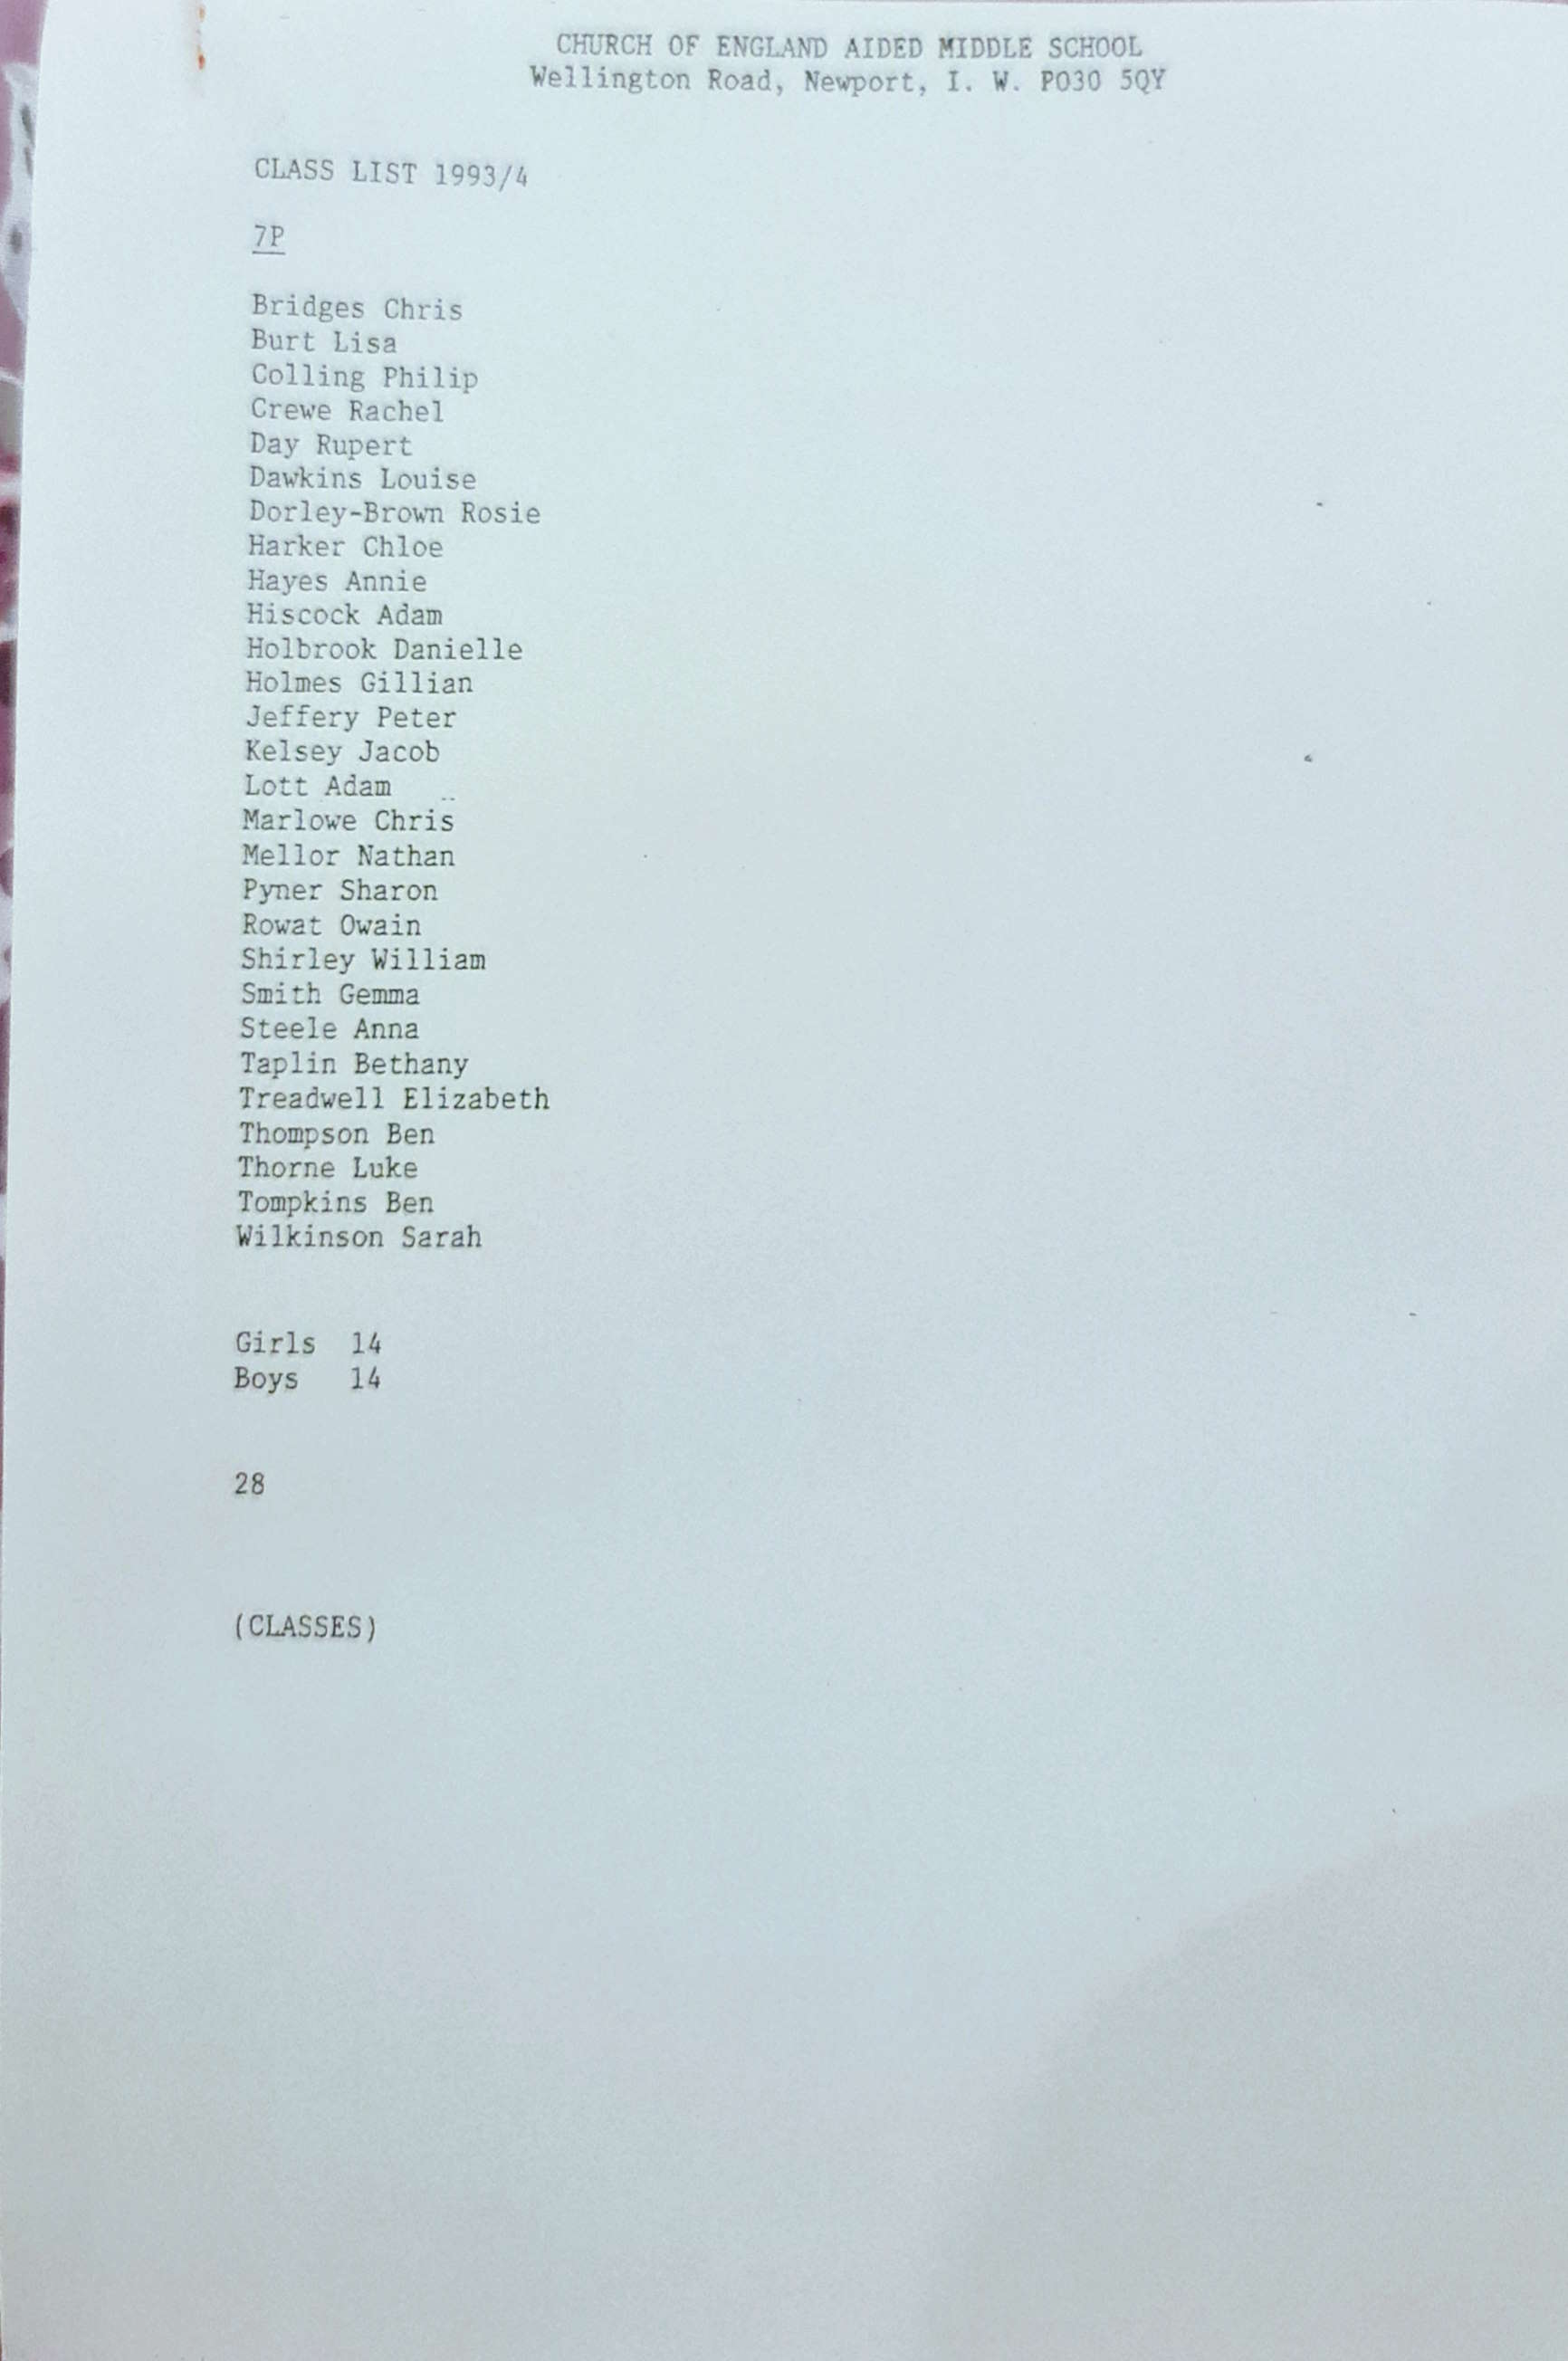 CHURCH OF ENGLAND AIDED MIDDLE SCHOOL
Wellington Road, Newport, I. W. PO30 5QY
CLASS LIST 1993/4
7P
Bridges Chris
Burt Lisa
Colling Philip
Crewe Rachel
Day Rupert
Dawkins Louise
Dorley-Brown Rosie
Harker Chloe
Hayes Annie
Hiscock Adam
Holbrook Danielle
Holmes Gillian
Jeffery Peter
Kelsey Jacob
Lott Adam
Marlowe Chris
Mellor Nathan
Pyner Sharon
Rowat Owain
Shirley William
Smith Gemma
Steele Anna
Taplin Bethany
Treadwell Elizabeth
Thompson Ben
Thorne Luke
Tompkins Ben
Wilkinson Sarah
Girls 14
Boys 14
28
(CLASSES)